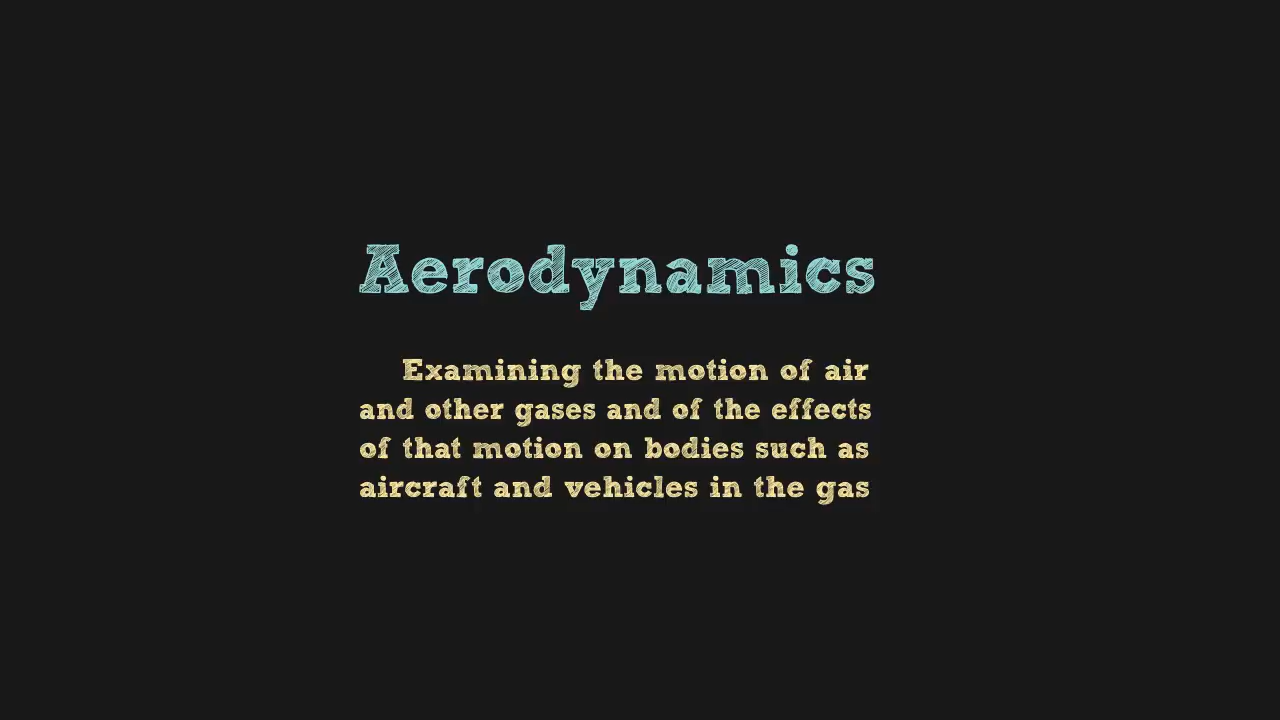 Aerodynamics
Examining the motion of air
and other gases and of the effects
of that motion on bodies such as
aircraft and vehicles in the gas